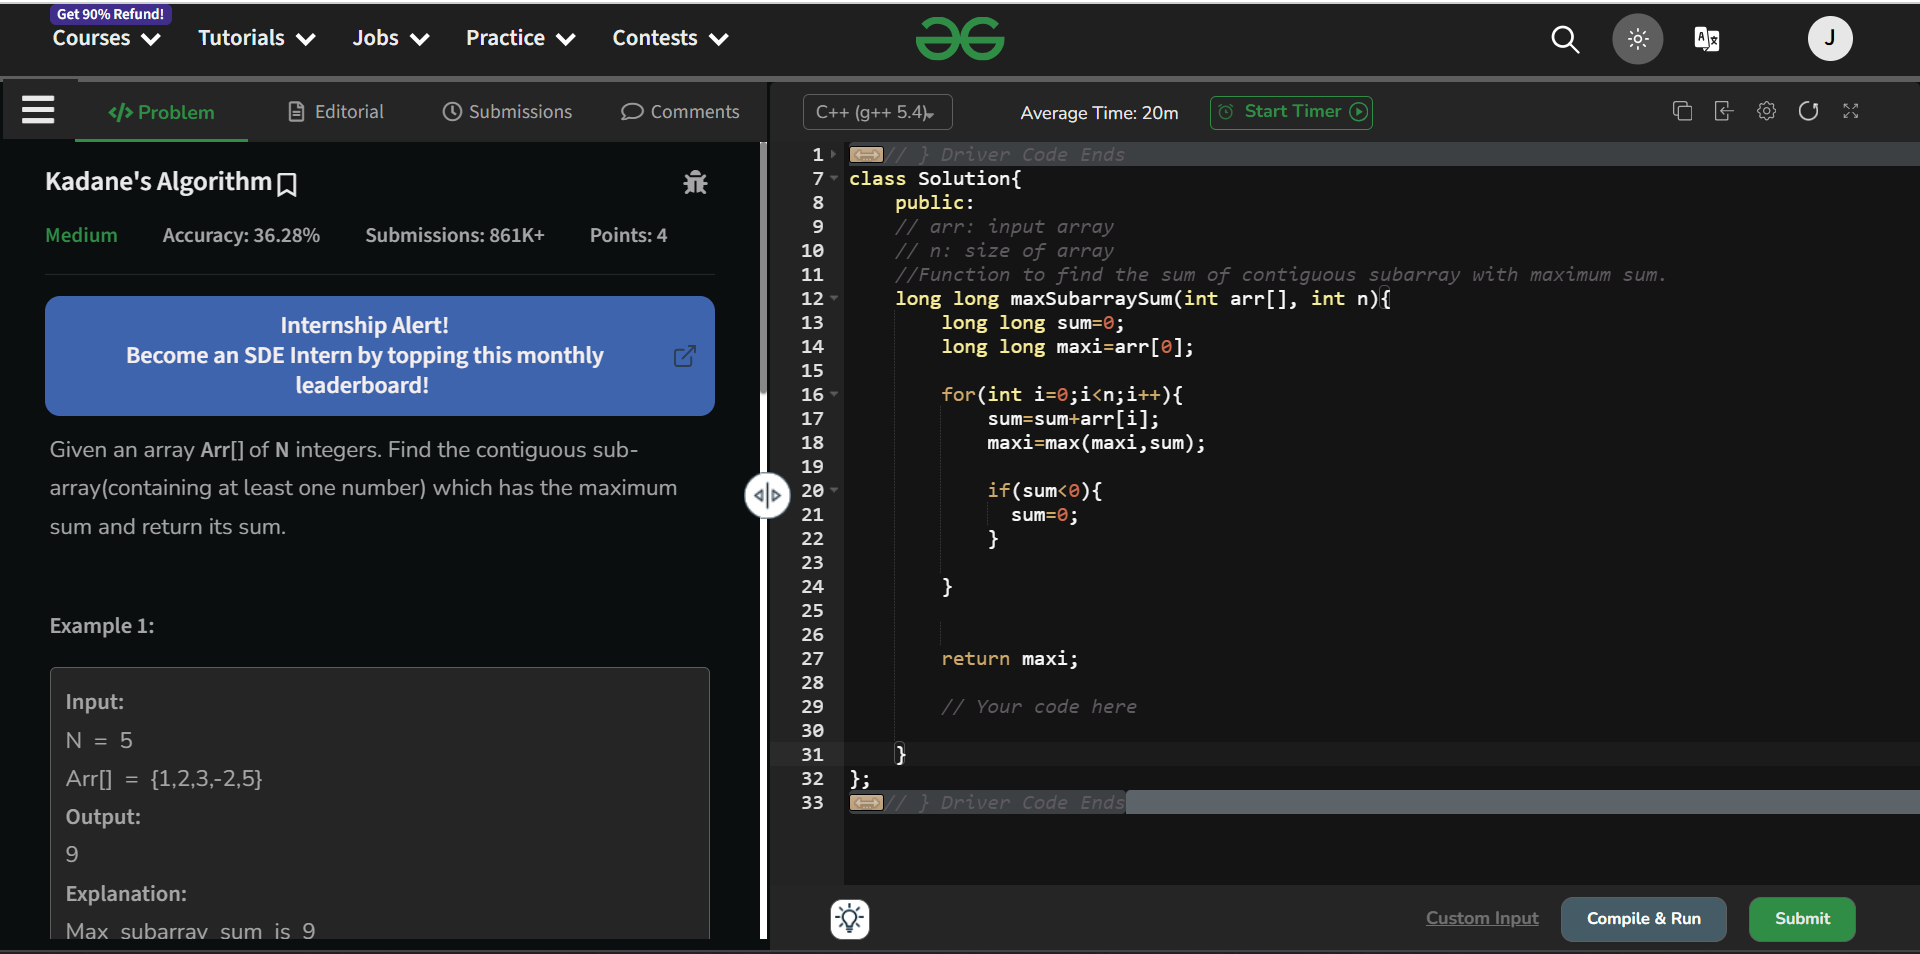 Get 90% Refund!
Courses Tutorials Jobs Practice Contests
J
Problem Editorial Submissions Comments
Kadane's Algorithm
Medium Accuracy: 36.28% Submissions: 861K+ Points: 4
Internship Alert!
Become an SDE Intern by topping this monthly
leaderboard!
Given an array Arr[] of N integers. Find the contiguous sub-
array(containing at least one number) which has the maximum
sum and return its sum.
Example 1:
Input:
N = 5
Arr[] = {1,2,3,-2,5}
Output:
9
Explanation:
Max subarray sum is 9
C++ (g++ 5.4) Average Time: 20m Start Timer
1 // } Driver Code Ends
7 class Solution{
8 public:
9 // arr: input array
10 // n: size of array
11 //Function to find the sum of contiguous subarray with maximum sum.
12 long long maxSubarraySum(int arr[], int n){
13 long long sum=0;
14 long long maxi=arr[0];
15
16 for(int i=0;i<n;i++){
17 sum=sum+arr[i];
18 maxi=max(maxi,sum);
19
20 if(sum<0){
21 sum=0;
22 }
23
24 }
25
26
27 return maxi;
28
29 // Your code here
30
31 }
32 };
33 // } Driver Code Ends
Custom Input Compile & Run Submit